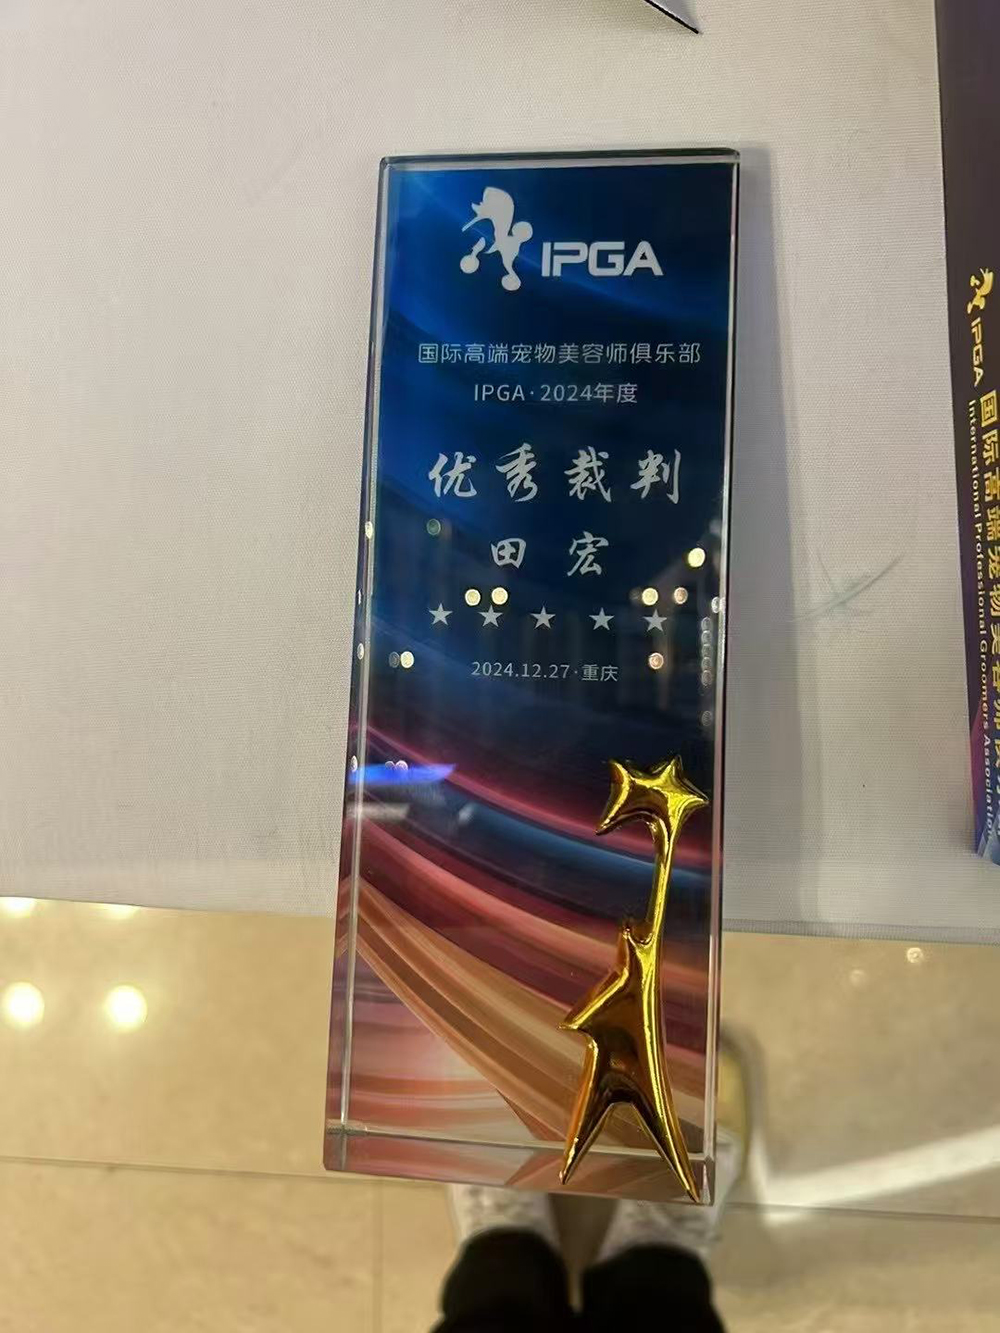 IPGA
国际高端宠物美容师俱乐部
IPGA·2024年度
优秀裁判
田宏
★ ★ ★ ★ ★
2024.12.27·重庆
IPGA 国际高端宠物美容师俱
International Professional Groomers Association